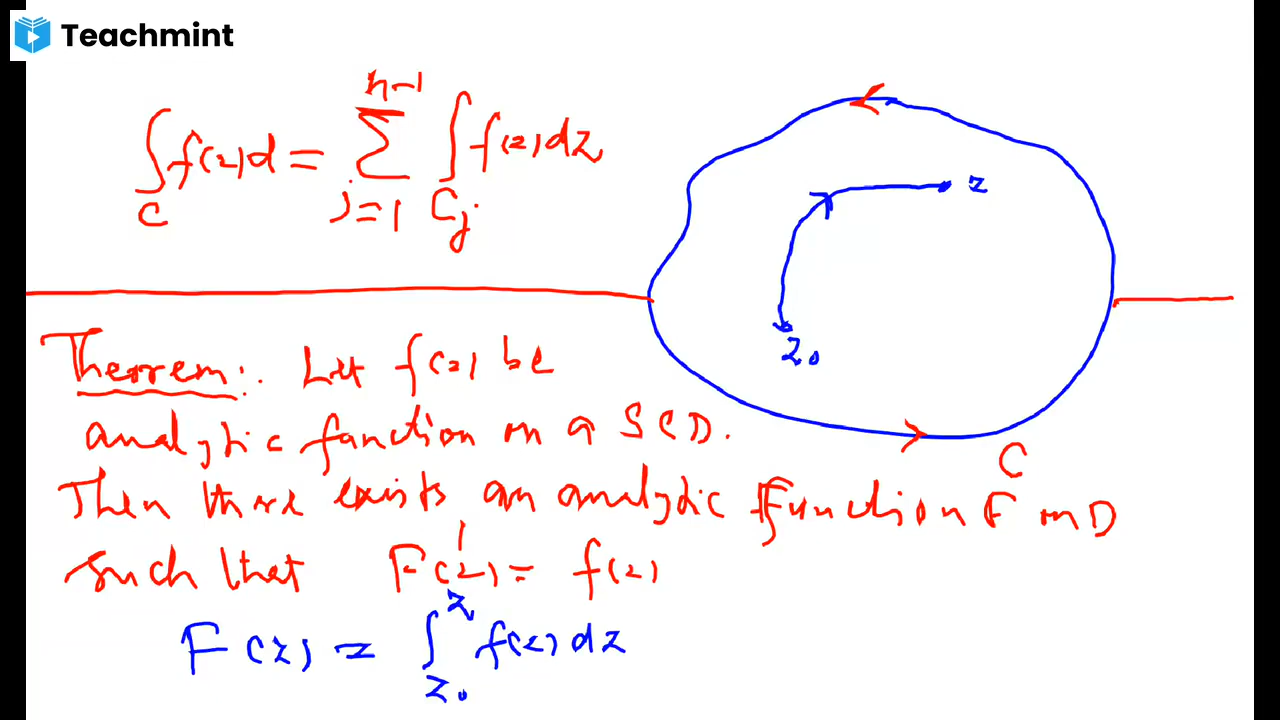 Teachmint
∫_C f(z)d = Σ_{j=1}^{n-1} ∫_{C_j} f(z)dz
z
z₀
C
Theorem:. Let f(z) be
analytic function on a SCD.
Then there exists an analytic Function F on D
such that F'(z) = f(z)
F(z) = ∫_{z₀}^{z} f(z) dz